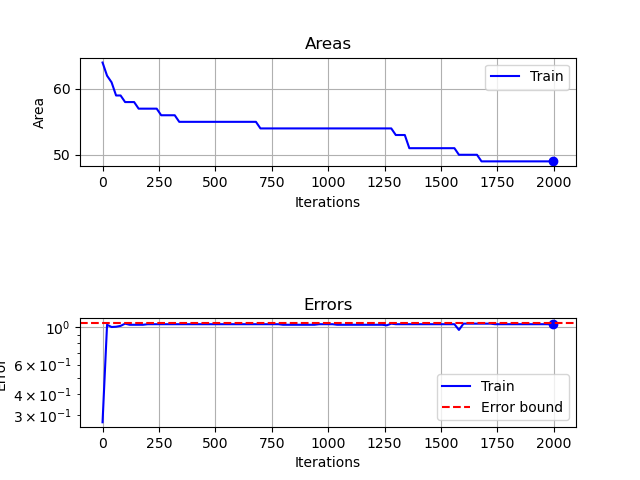 Areas
Train
60
50
Area
0 250 500 750 1000 1250 1500 1750 2000
Iterations
Errors
10⁰
6 × 10⁻¹
4 × 10⁻¹
3 × 10⁻¹
Error
Train
Error bound
0 250 500 750 1000 1250 1500 1750 2000
Iterations